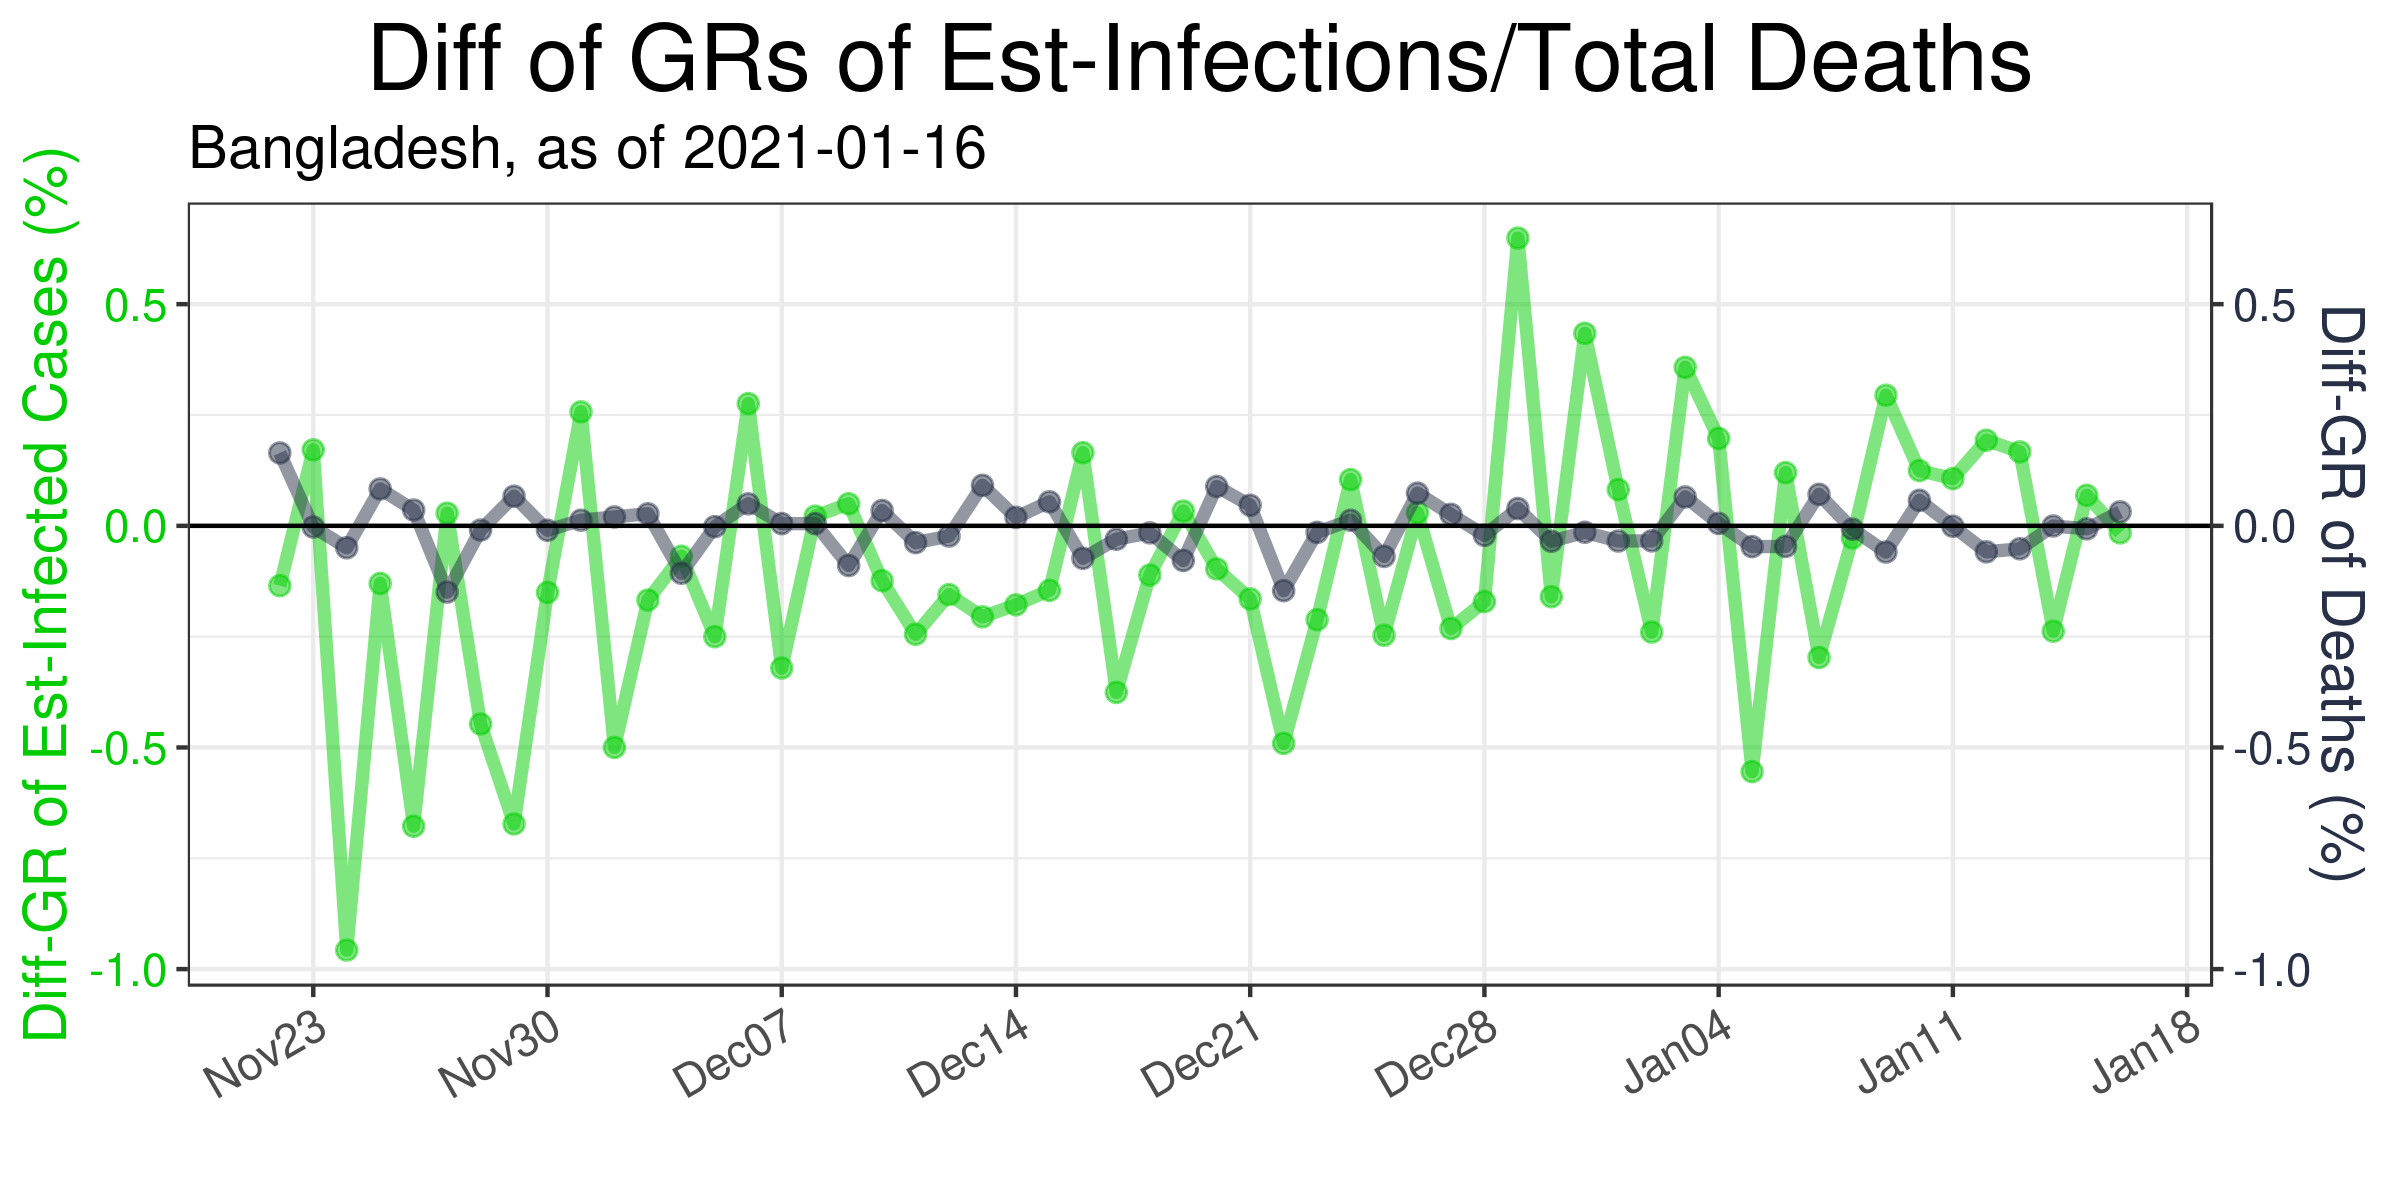 Diff of GRs of Est-Infections/Total Deaths
Bangladesh, as of 2021-01-16
Diff-GR of Est-Infected Cases (%)
0.5
0.0
-0.5
-1.0
0.5
0.0
-0.5
-1.0
Diff-GR of Deaths (%)
Nov23
Nov30
Dec07
Dec14
Dec21
Dec28
Jan04
Jan11
Jan18